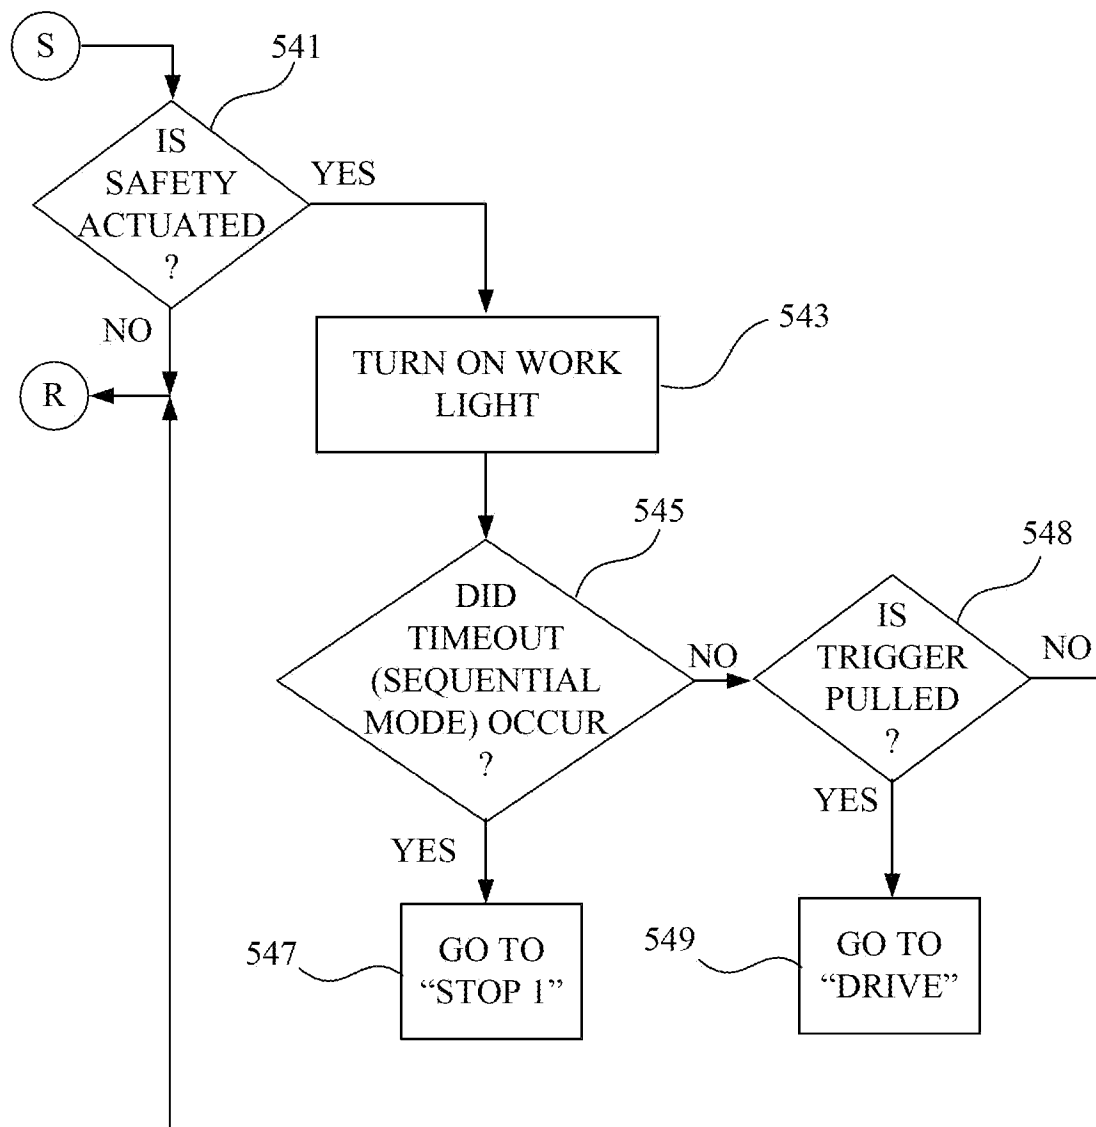 S
541
IS
SAFETY
ACTUATED
?
YES
NO
R
TURN ON WORK
LIGHT
543
545
DID
TIMEOUT
(SEQUENTIAL
MODE) OCCUR
?
NO
548
IS
TRIGGER
PULLED
?
NO
YES
YES
547
GO TO
“STOP 1”
549
GO TO
“DRIVE”